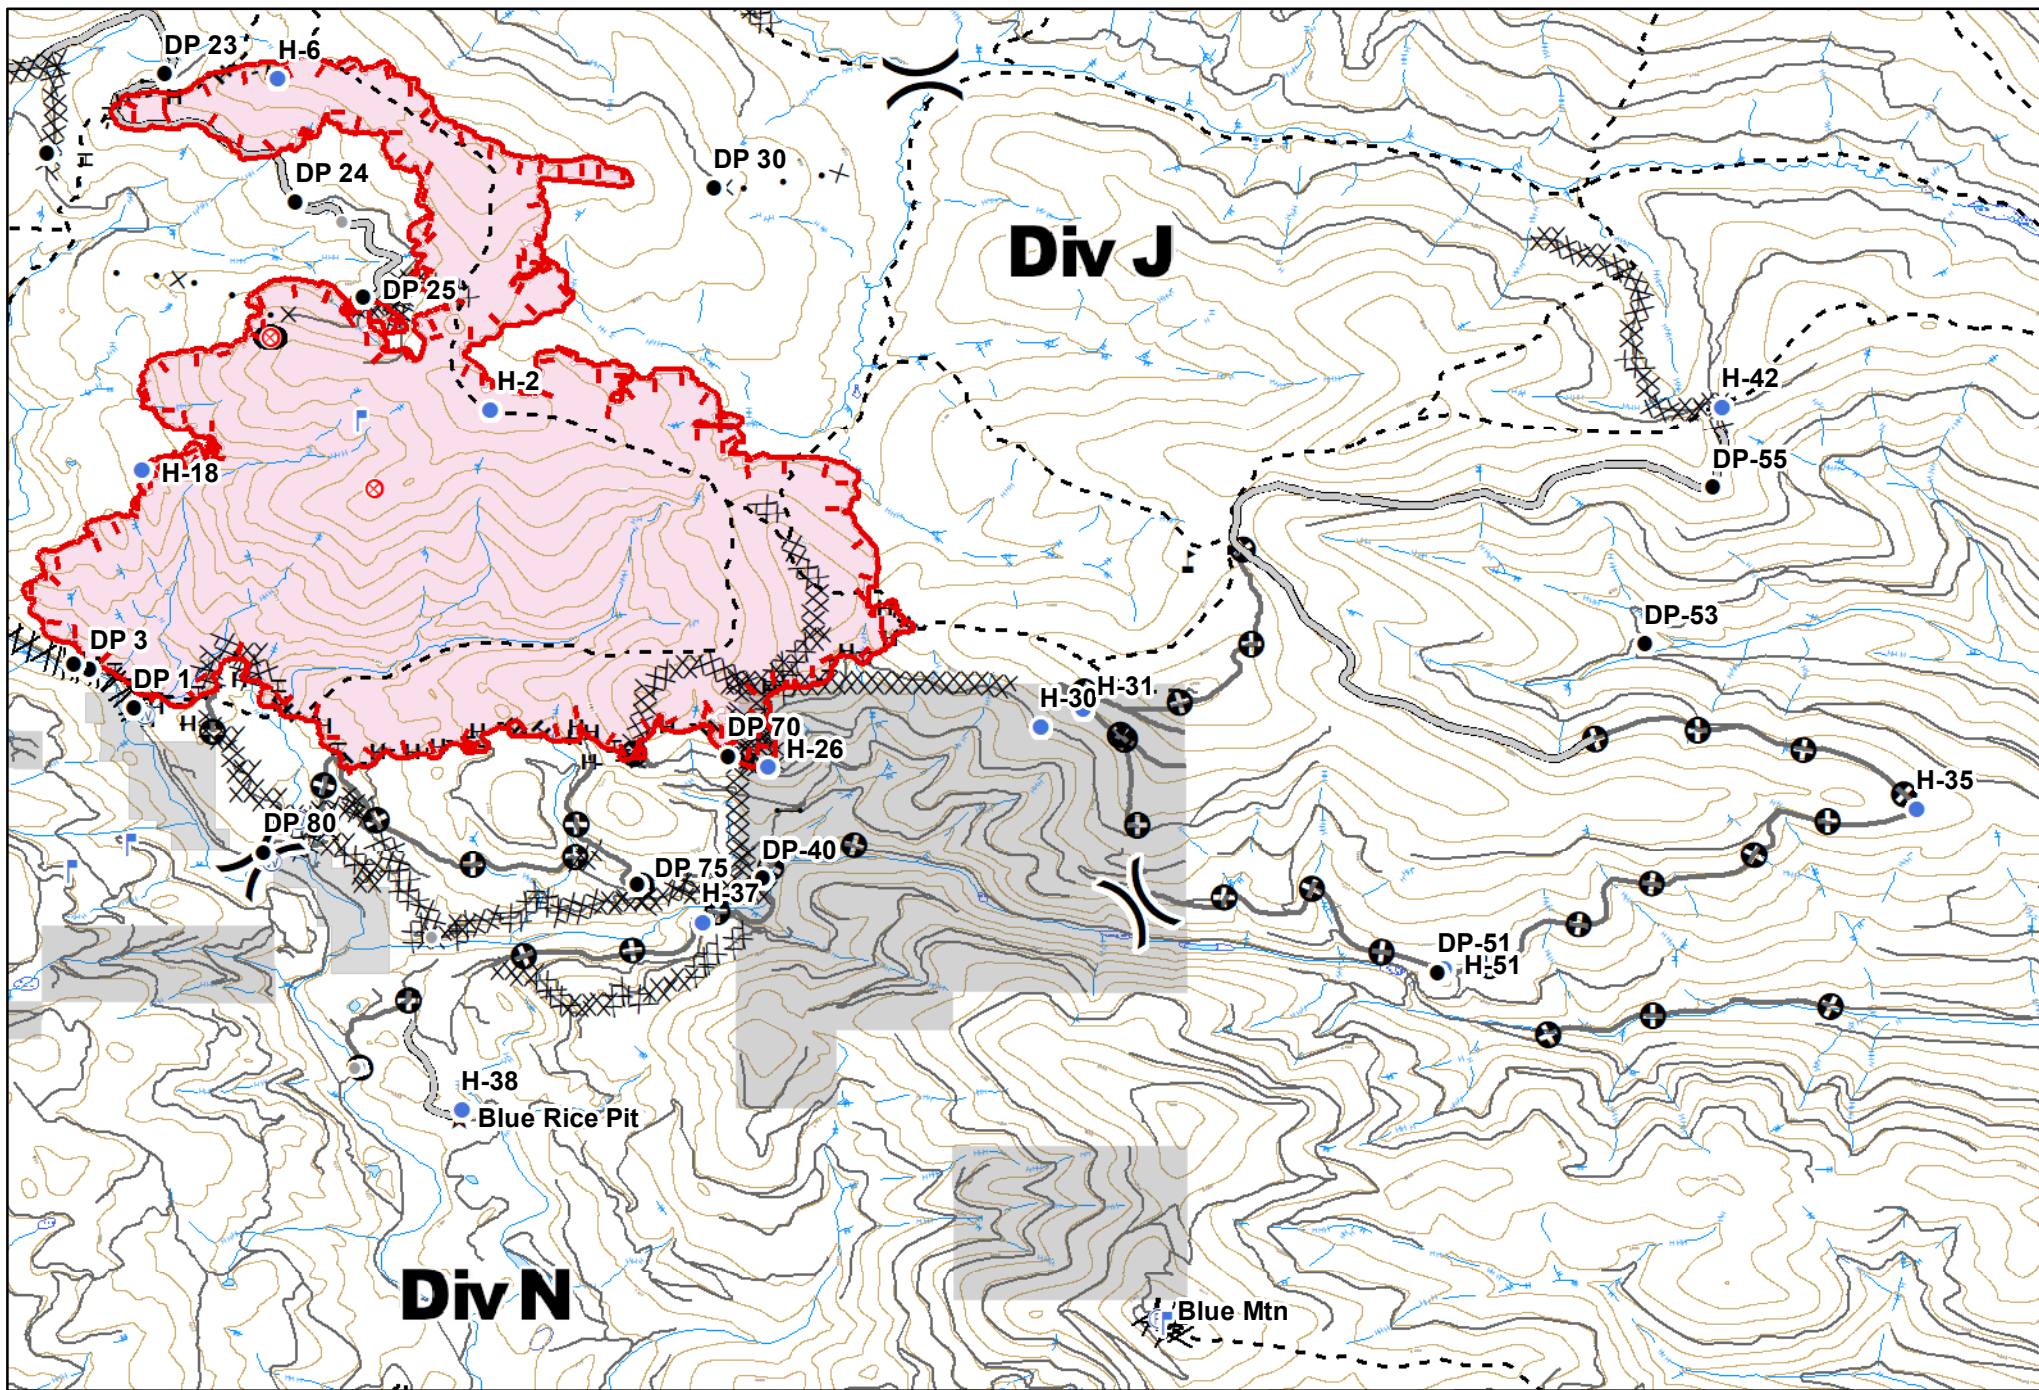 DP 23
H-6
DP 30
DP 24
Div J
DP 25
H-2
H-42
H-18
DP-55
DP-53
DP 3
DP 1
H-31
H-30
DP 70
H-26
H-35
DP 80
DP-40
DP 75
H-37
DP-51
H-51
H-38
Blue Rice Pit
Div N
Blue Mtn